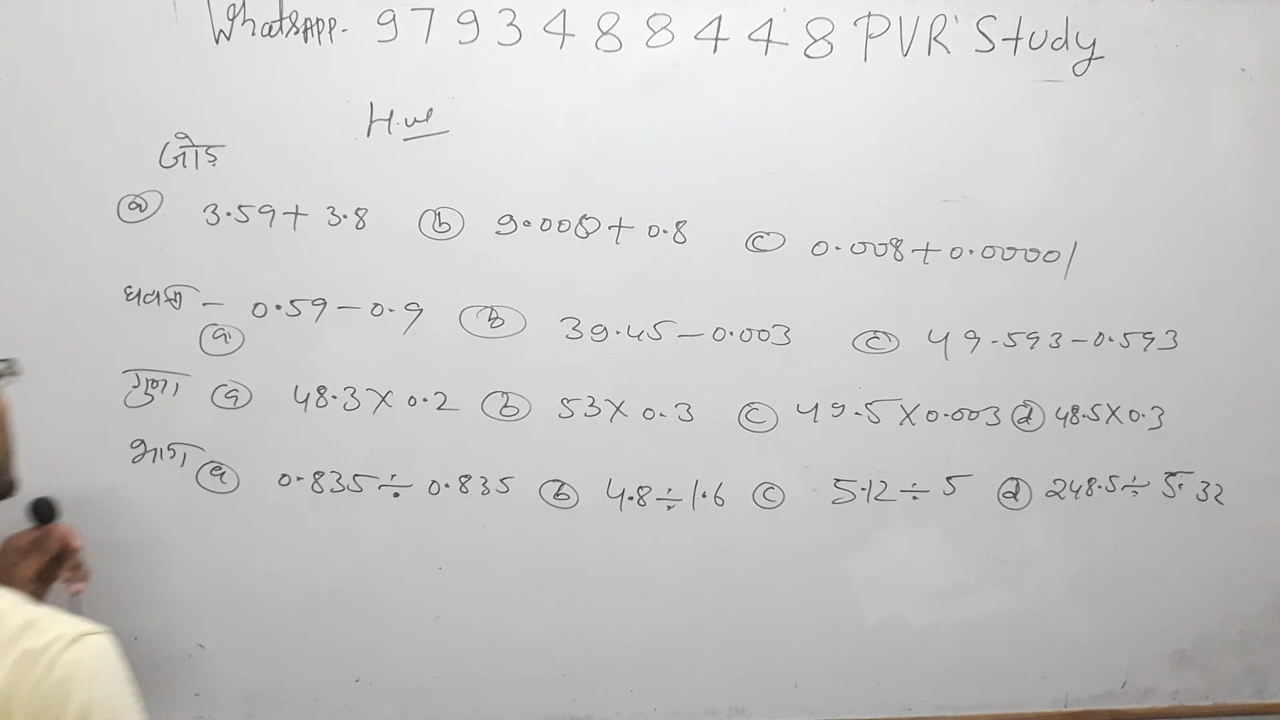 WhatsAPP. 9793488448 PVR Study
H.w
जोड़
(a) 3.59+3.8 (b) 9.008+0.8 (c) 0.008+0.00001
घटाना - 0.59-0.9 (b) 39.45-0.003 (c) 49.593-0.593
(a)
गुणा (a) 48.3×0.2 (b) 53×0.3 (c) 49.5×0.003 (d) 48.5×0.3
भाग (a) 0.835÷0.835 (b) 4.8÷1.6 (c) 5.12÷5 (d) 248.5÷5.32